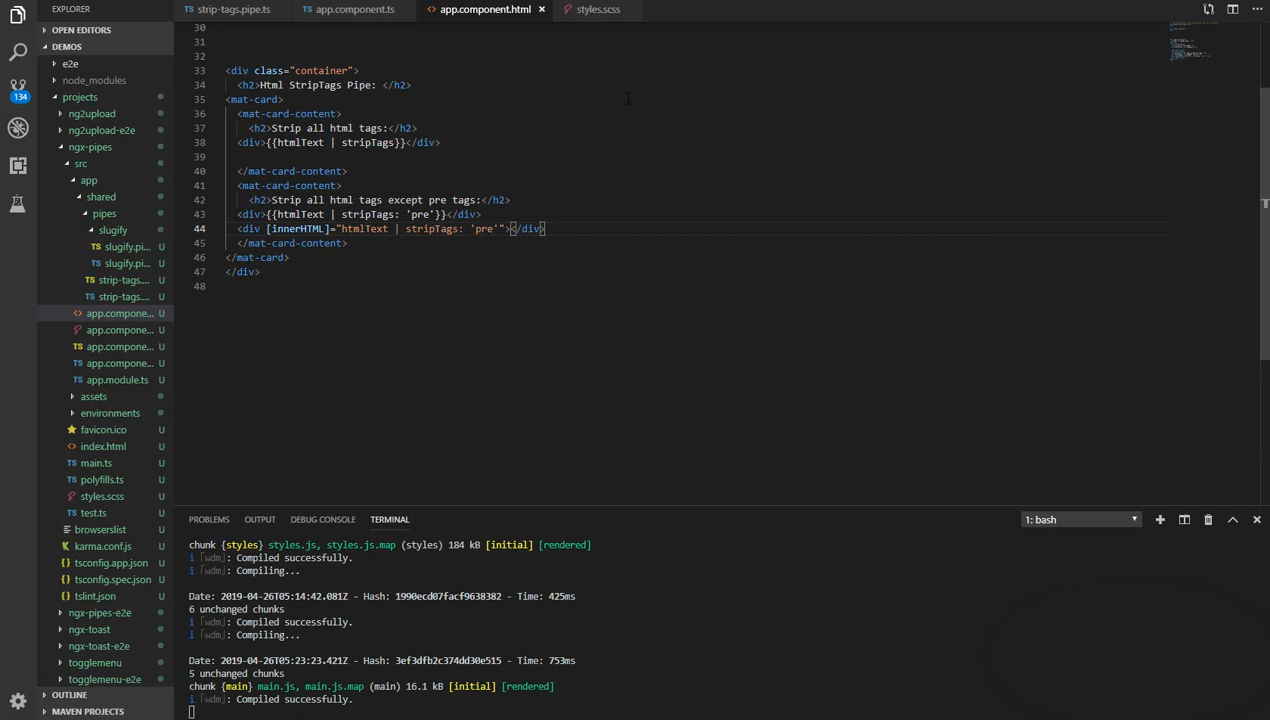 EXPLORER
OPEN EDITORS
DEMOS
e2e
node_modules
projects
ng2upload
ng2upload-e2e
ngx-pipes
src
app
shared
pipes
slugify
TS slugify.pi... U
TS slugify.pi... U
TS strip-tags.... U
TS strip-tags.... U
<> app.compone... U
app.compone... U
TS app.compone... U
TS app.compone... U
TS app.module.ts U
assets
environments
favicon.ico U
<> index.html U
TS main.ts U
TS polyfills.ts U
styles.scss U
TS test.ts U
browserslist U
K karma.conf.js U
{} tsconfig.app.json U
{} tsconfig.spec.json U
{} tslint.json U
ngx-pipes-e2e
ngx-toast
ngx-toast-e2e
togglemenu
togglemenu-e2e
OUTLINE
MAVEN PROJECTS
134
TS strip-tags.pipe.ts
TS app.component.ts
<> app.component.html
styles.scss
30
31
32
33 <div class="container">
34 <h2>Html StripTags Pipe: </h2>
35 <mat-card>
36 <mat-card-content>
37 <h2>Strip all html tags:</h2>
38 <div>{{htmlText | stripTags}}</div>
39
40 </mat-card-content>
41 <mat-card-content>
42 <h2>Strip all html tags except pre tags:</h2>
43 <div>{{htmlText | stripTags: 'pre'}}</div>
44 <div [innerHTML]="htmlText | stripTags: 'pre'"></div>
45 </mat-card-content>
46 </mat-card>
47 </div>
48
PROBLEMS OUTPUT DEBUG CONSOLE TERMINAL 1: bash
chunk {styles} styles.js, styles.js.map (styles) 184 kB [initial] [rendered]
i ｢wdm｣: Compiled successfully.
i ｢wdm｣: Compiling...
Date: 2019-04-26T05:14:42.081Z - Hash: 1990ecd07facf9638382 - Time: 425ms
6 unchanged chunks
i ｢wdm｣: Compiled successfully.
i ｢wdm｣: Compiling...
Date: 2019-04-26T05:23:23.421Z - Hash: 3ef3dfb2c374dd30e515 - Time: 753ms
5 unchanged chunks
chunk {main} main.js, main.js.map (main) 16.1 kB [initial] [rendered]
i ｢wdm｣: Compiled successfully.